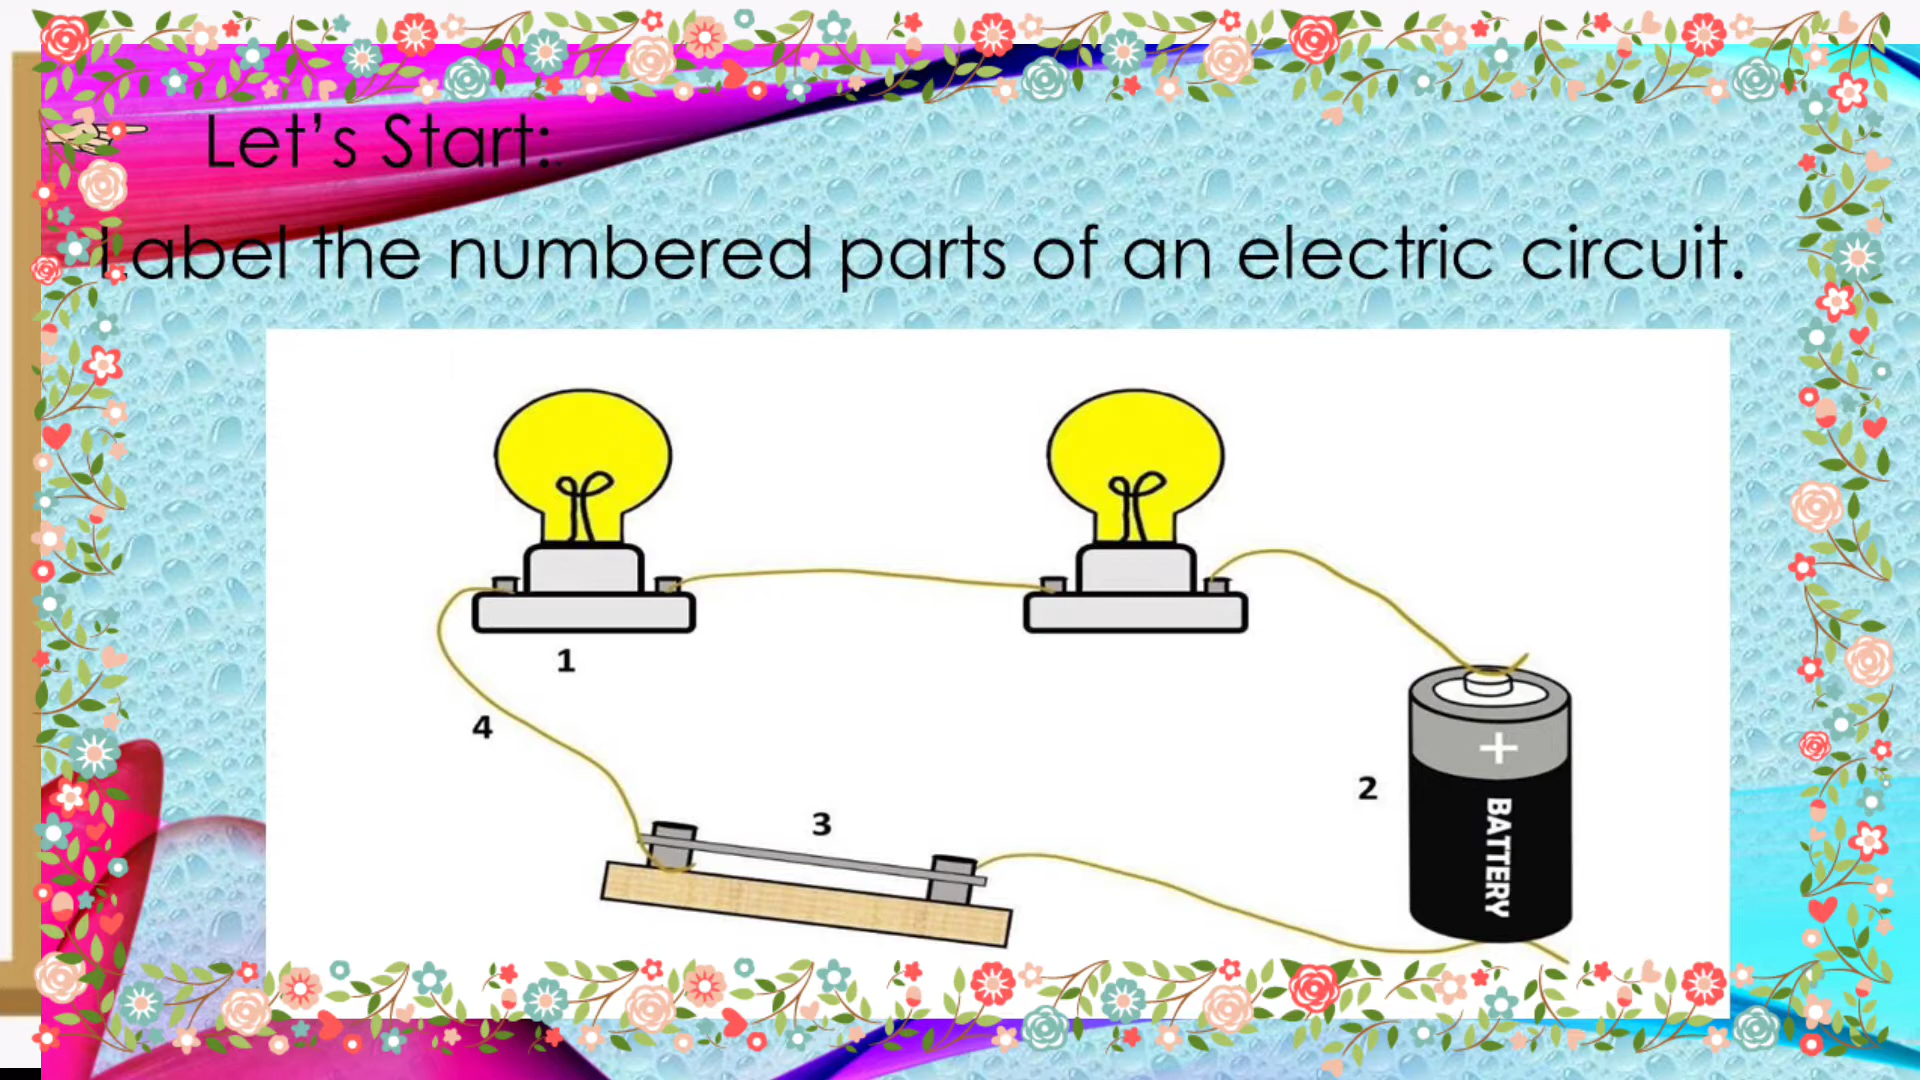 Let’s Start:
Label the numbered parts of an electric circuit.
1
4
2
3
+
BATTERY